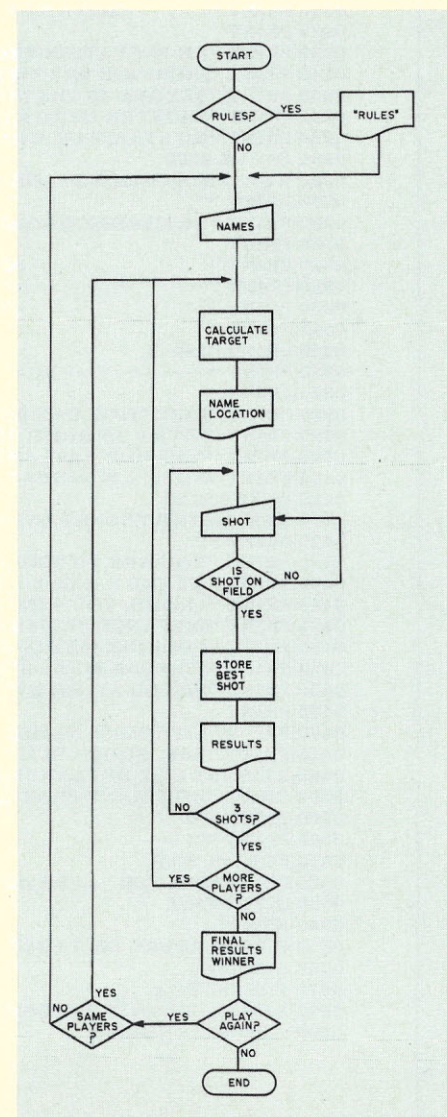 START
RULES?
YES
"RULES"
NO
NAMES
CALCULATE
TARGET
NAME
LOCATION
SHOT
IS
SHOT ON
FIELD
NO
YES
STORE
BEST
SHOT
RESULTS
NO
3
SHOTS?
YES
YES
MORE
PLAYERS
?
NO
FINAL
RESULTS
WINNER
NO
YES
SAME
PLAYERS
?
YES
PLAY
AGAIN?
NO
END